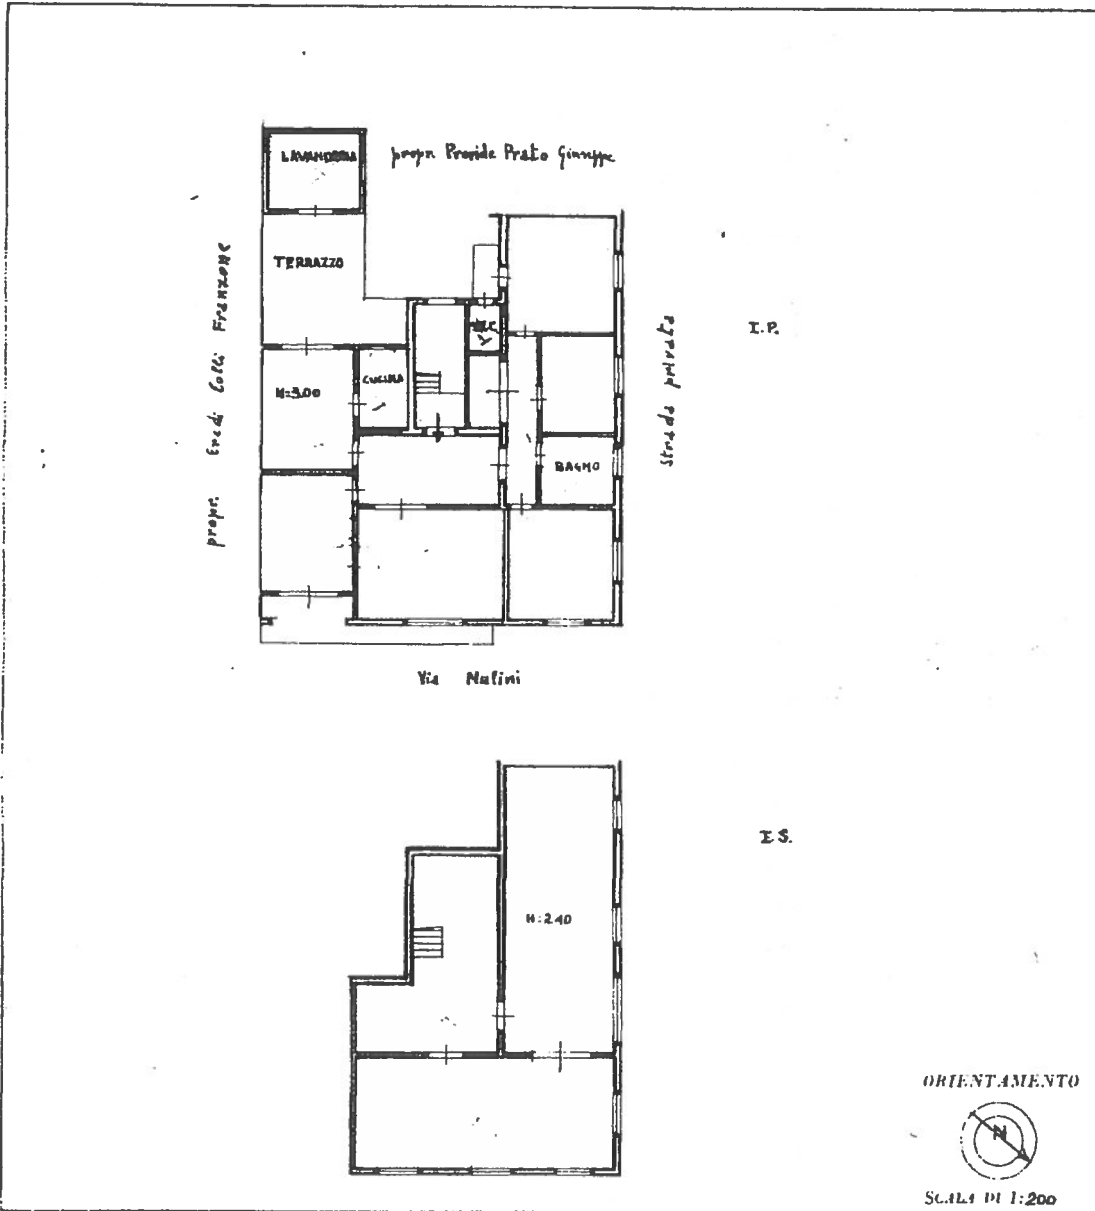 LAVANDERIA
propr. Provide Prato Giuseppe
TERRAZZO
propr. Eredi Colli Franzone
Strada privata
I.P.
H=3.00
CUCINA
BAGNO
Via Nalini
I S.
H=2.40
ORIENTAMENTO
N
SCALA DI 1:200